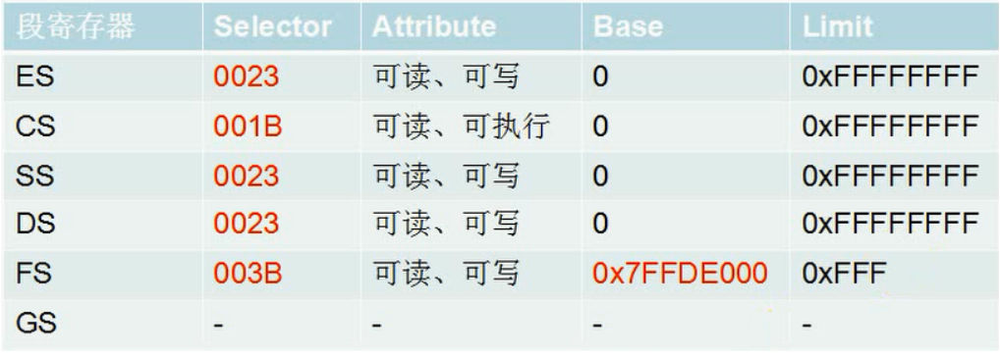 段寄存器 Selector Attribute Base Limit
ES 0023 可读、可写 0 0xFFFFFFFF
CS 001B 可读、可执行 0 0xFFFFFFFF
SS 0023 可读、可写 0 0xFFFFFFFF
DS 0023 可读、可写 0 0xFFFFFFFF
FS 003B 可读、可写 0x7FFDE000 0xFFF
GS - - - -